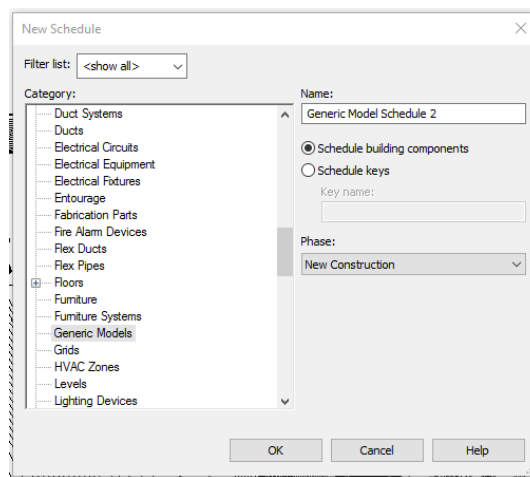 New Schedule
Filter list: <show all>
Category:
Duct Systems
Ducts
Electrical Circuits
Electrical Equipment
Electrical Fixtures
Entourage
Fabrication Parts
Fire Alarm Devices
Flex Ducts
Flex Pipes
Floors
Furniture
Furniture Systems
Generic Models
Grids
HVAC Zones
Levels
Lighting Devices
Name:
Generic Model Schedule 2
Schedule building components
Schedule keys
Key name:
Phase:
New Construction
OK Cancel Help